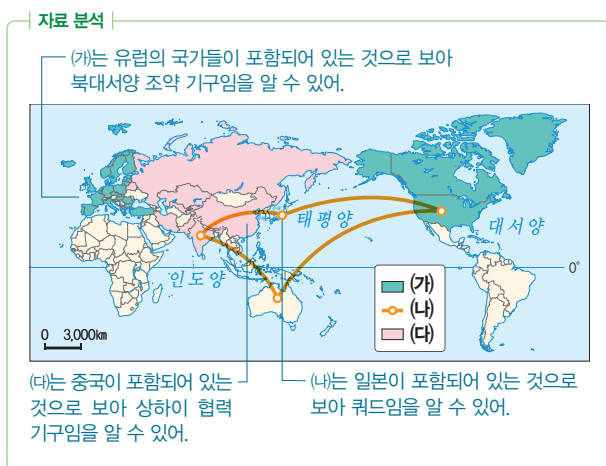 자료 분석
㈎는 유럽의 국가들이 포함되어 있는 것으로 보아
북대서양 조약 기구임을 알 수 있어.
태평양
대서양
인도양
0°
㈎
㈏
㈐
0 3,000㎞
㈐는 중국이 포함되어 있는
것으로 보아 상하이 협력
기구임을 알 수 있어.
㈏는 일본이 포함되어 있는 것으로
보아 쿼드임을 알 수 있어.